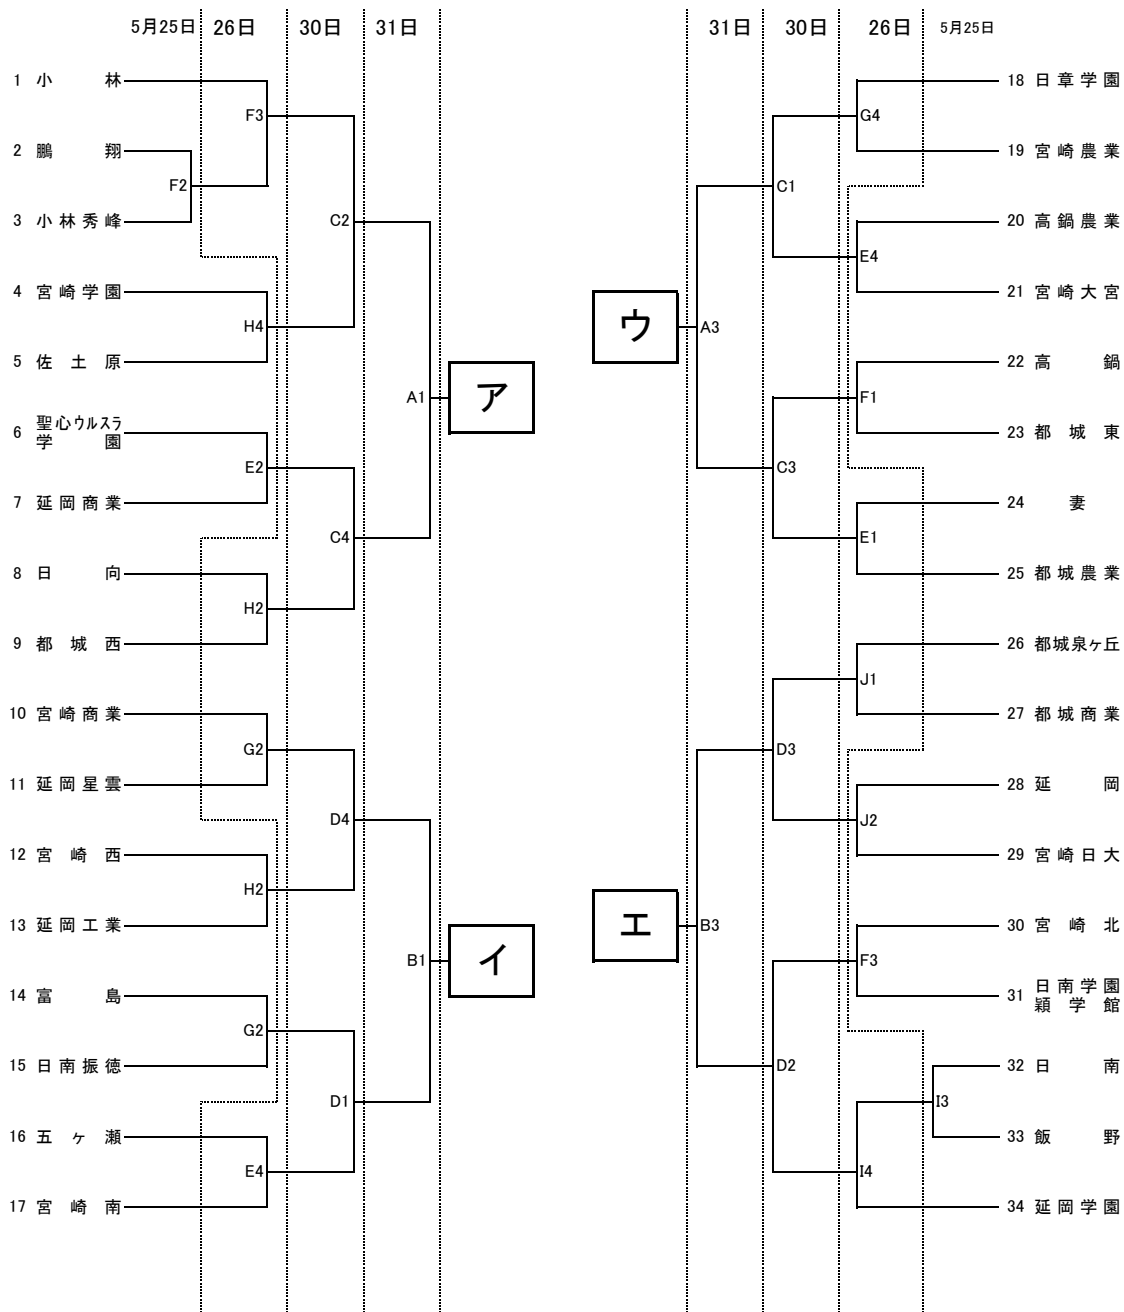 5月25日 26日 30日 31日
31日 30日 26日 5月25日
1 小林
F3
2 鵬翔
F2
3 小林秀峰
C2
4 宮崎学園
H4
5 佐土原
A1
ア
6 聖心ウルスラ
学園
E2
7 延岡商業
C4
8 日向
H2
9 都城西
10 宮崎商業
G2
11 延岡星雲
D4
12 宮崎西
H2
13 延岡工業
B1
イ
14 富島
G2
15 日南振徳
D1
16 五ヶ瀬
E4
17 宮崎南
18 日章学園
G4
19 宮崎農業
C1
20 高鍋農業
E4
21 宮崎大宮
ウ
A3
22 高鍋
F1
23 都城東
C3
24 妻
E1
25 都城農業
26 都城泉ヶ丘
J1
27 都城商業
D3
28 延岡
J2
29 宮崎日大
エ
B3
30 宮崎北
F3
31 日南学園
穎学館
32 日南
D2
I3
33 飯野
I4
34 延岡学園